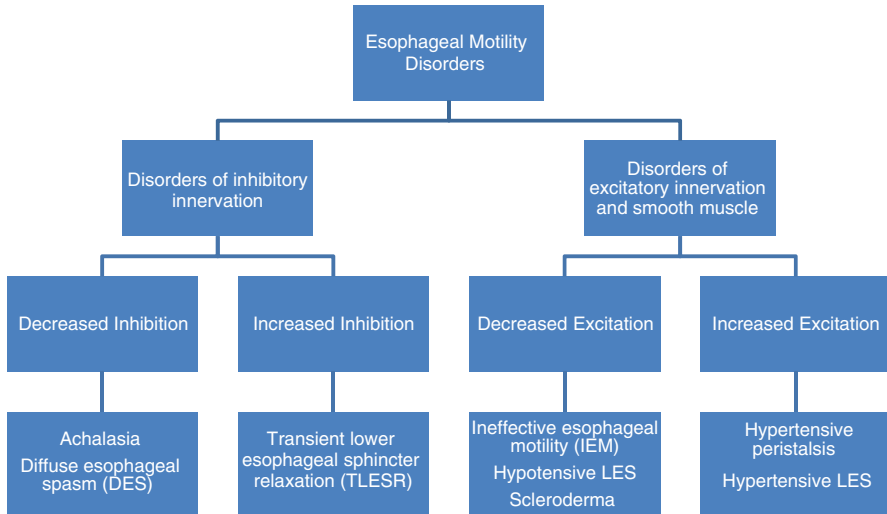 Esophageal Motility
Disorders
Disorders of inhibitory
innervation
Disorders of
excitatory innervation
and smooth muscle
Decreased Inhibition
Increased Inhibition
Decreased Excitation
Increased Excitation
Achalasia
Diffuse esophageal
spasm (DES)
Transient lower
esophageal sphincter
relaxation (TLESR)
Ineffective esophageal
motility (IEM)
Hypotensive LES
Scleroderma
Hypertensive
peristalsis
Hypertensive LES